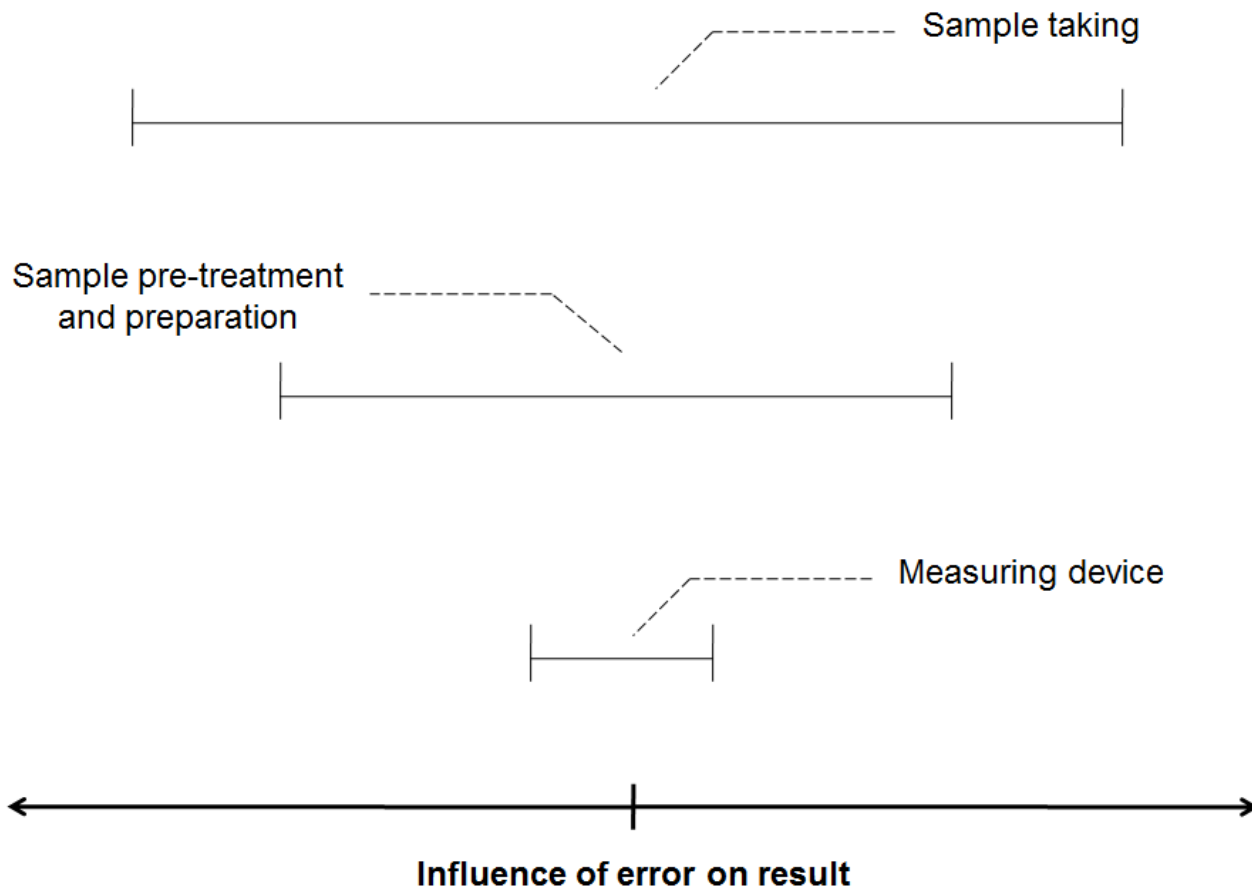 Sample taking
Sample pre-treatment
and preparation
Measuring device
Influence of error on result